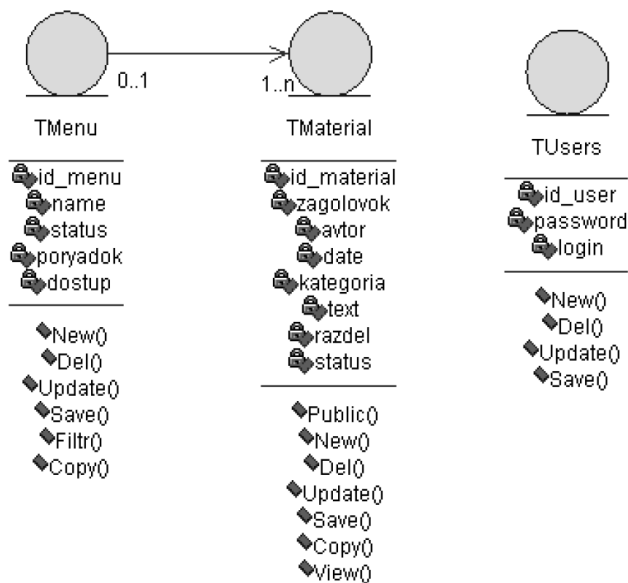 0..1
1..n
TMenu
id_menu
name
status
poryadok
dostup
New()
Del()
Update()
Save()
Filtr()
Copy()
TMaterial
id_material
zagolovok
avtor
date
kategoria
text
razdel
status
Public()
New()
Del()
Update()
Save()
Copy()
View()
TUsers
id_user
password
login
New()
Del()
Update()
Save()